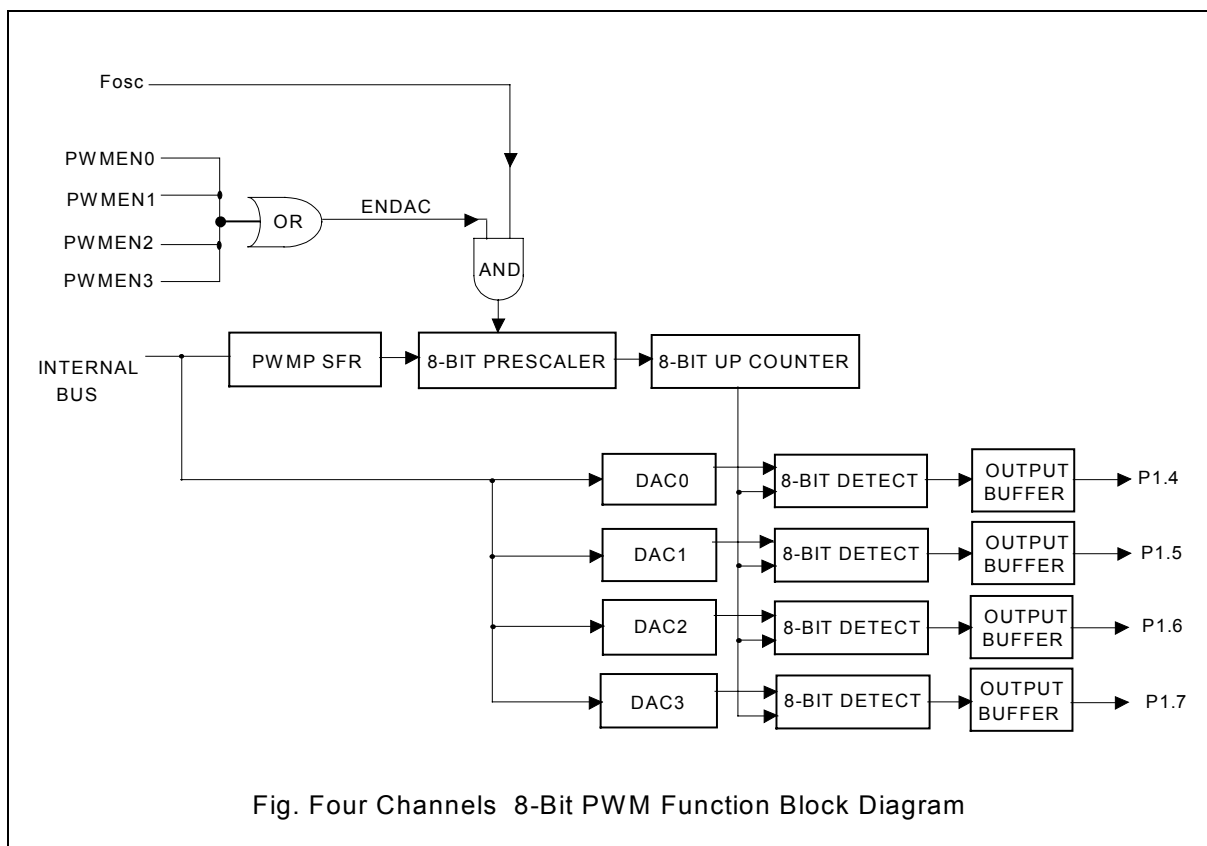 Fosc
PWMEN0
PWMEN1
PWMEN2
PWMEN3
OR
ENDAC
AND
INTERNAL
BUS
PWMP SFR
8-BIT PRESCALER
8-BIT UP COUNTER
DAC0
8-BIT DETECT
OUTPUT
BUFFER
P1.4
DAC1
8-BIT DETECT
OUTPUT
BUFFER
P1.5
DAC2
8-BIT DETECT
OUTPUT
BUFFER
P1.6
DAC3
8-BIT DETECT
OUTPUT
BUFFER
P1.7
Fig. Four Channels 8-Bit PWM Function Block Diagram